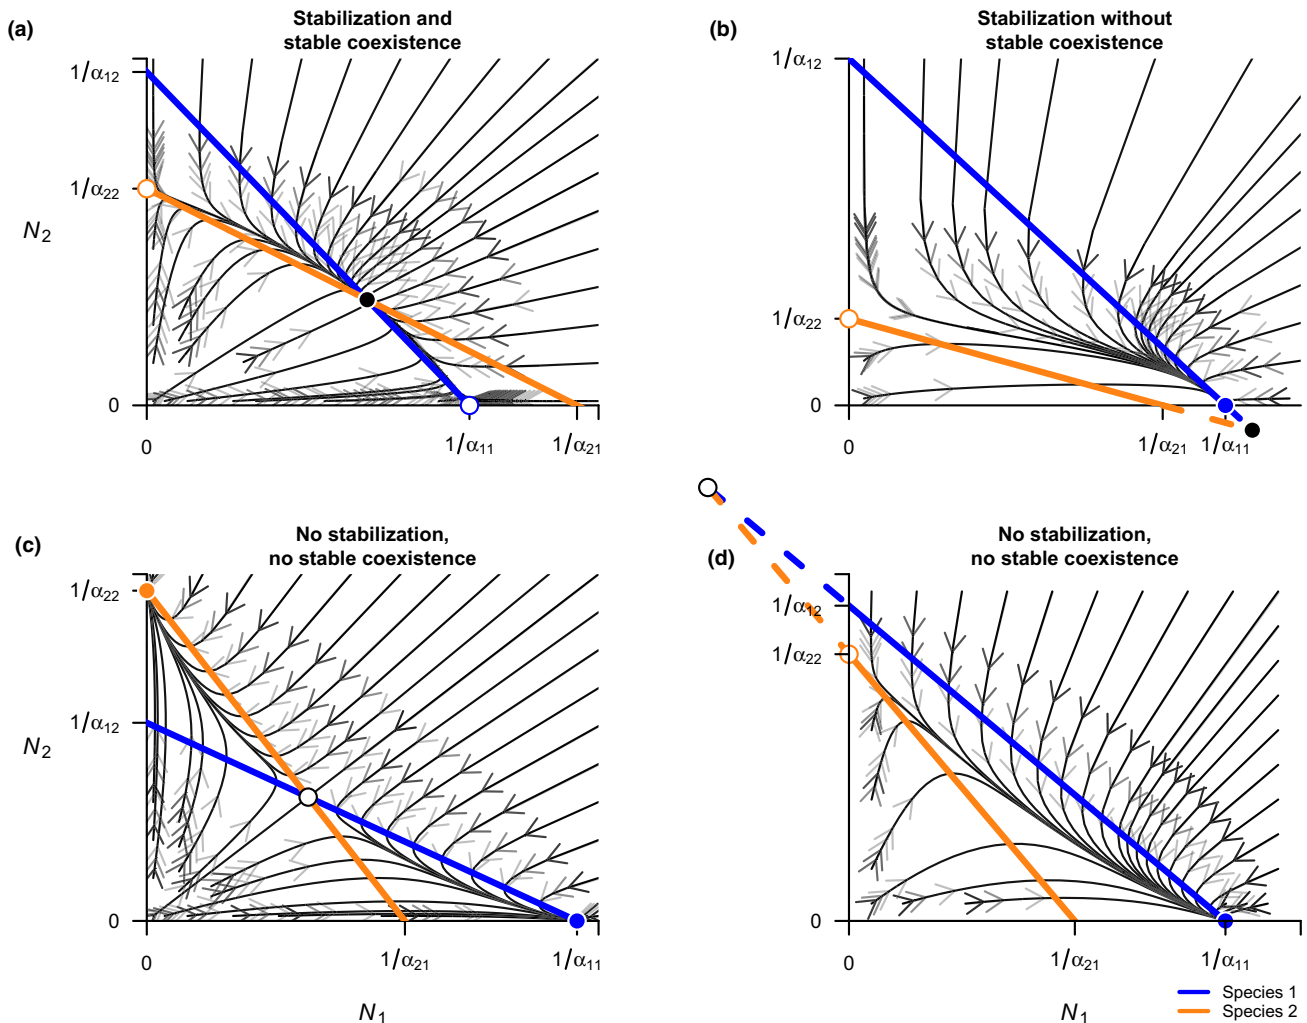 (a)
Stabilization and
stable coexistence
1/α12
1/α22
N2
0
0
1/α11
1/α21
(b)
Stabilization without
stable coexistence
1/α12
1/α22
0
0
1/α21
1/α11
(c)
No stabilization,
no stable coexistence
1/α22
1/α12
N2
0
0
1/α21
1/α11
N1
(d)
No stabilization,
no stable coexistence
1/α12
1/α22
0
0
1/α21
1/α11
N1
Species 1
Species 2